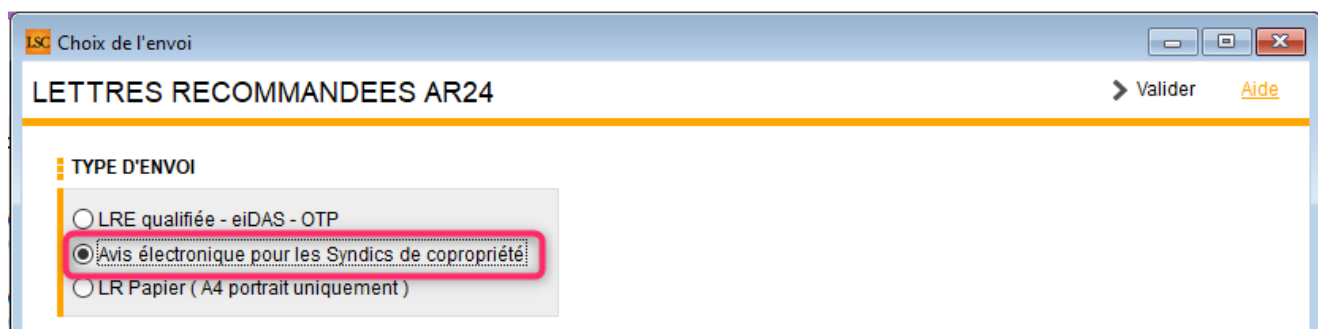 LSC Choix de l'envoi
LETTRES RECOMMANDEES AR24
Valider
Aide
TYPE D'ENVOI
LRE qualifiée - eiDAS - OTP
Avis électronique pour les Syndics de copropriété
LR Papier ( A4 portrait uniquement )